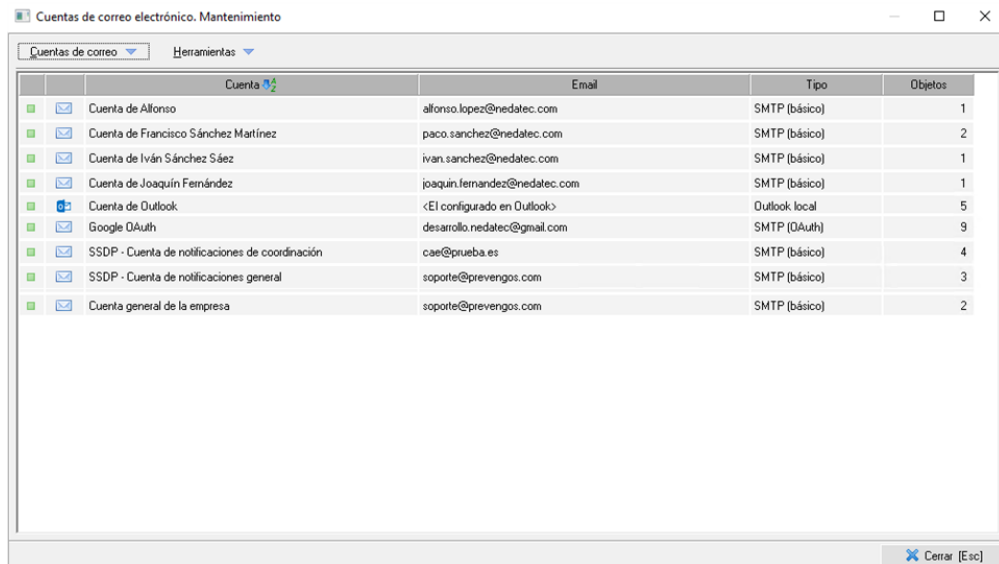 Cuentas de correo electrónico. Mantenimiento
Cuentas de correo Herramientas
Cuenta Email Tipo Objetos
Cuenta de Alfonso alfonso.lopez@nedatec.com SMTP (básico) 1
Cuenta de Francisco Sánchez Martínez paco.sanchez@nedatec.com SMTP (básico) 2
Cuenta de Iván Sánchez Sáez ivan.sanchez@nedatec.com SMTP (básico) 1
Cuenta de Joaquín Fernández joaquin.fernandez@nedatec.com SMTP (básico) 1
Cuenta de Outlook <El configurado en Outlook> Outlook local 5
Google OAuth desarrollo.nedatec@gmail.com SMTP (OAuth) 9
SSDP - Cuenta de notificaciones de coordinación cae@prueba.es SMTP (básico) 4
SSDP - Cuenta de notificaciones general soporte@prevengos.com SMTP (básico) 3
Cuenta general de la empresa soporte@prevengos.com SMTP (básico) 2
Cerrar [Esc]